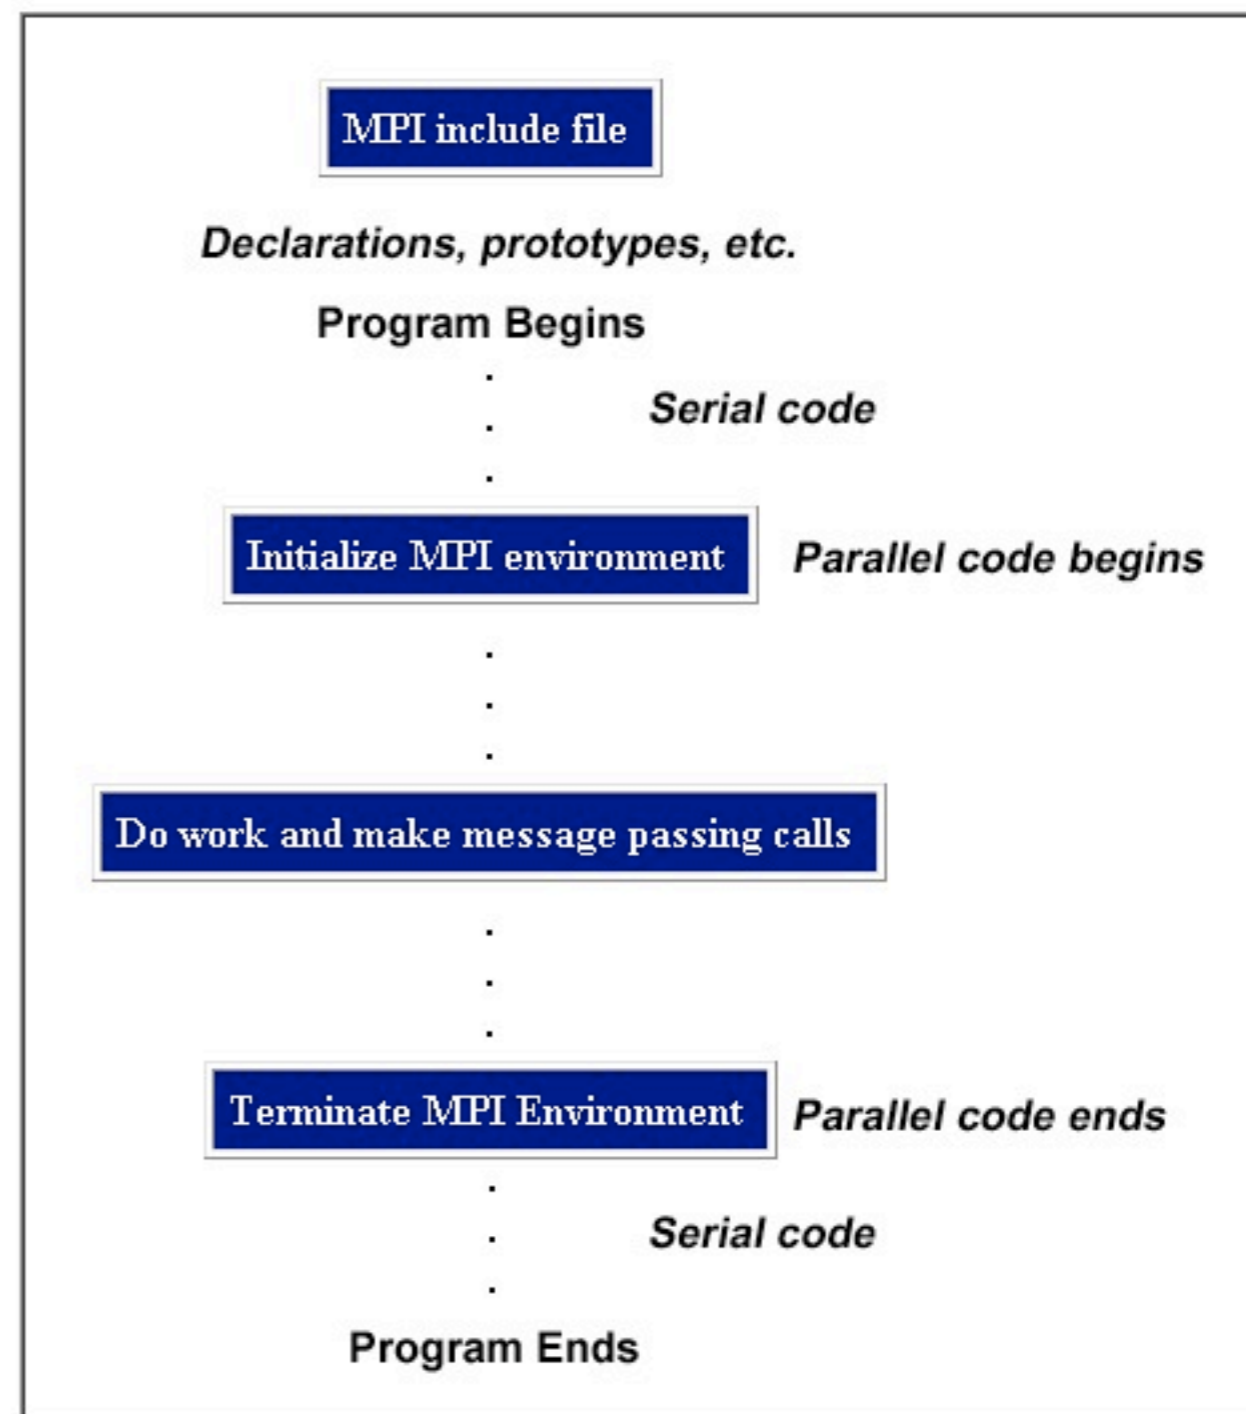 MPI include file
Declarations, prototypes, etc.
Program Begins
Serial code
Initialize MPI environment
Parallel code begins
Do work and make message passing calls
Terminate MPI Environment
Parallel code ends
Serial code
Program Ends